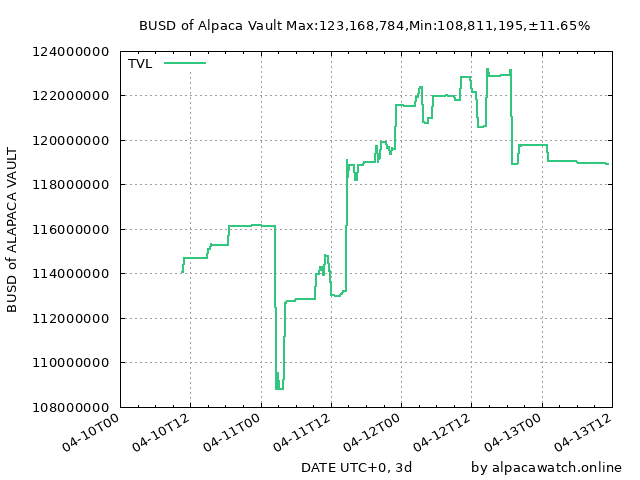 BUSD of Alpaca Vault Max:123,168,784,Min:108,811,195,±11.65%
124000000
TVL
122000000
120000000
118000000
116000000
114000000
112000000
110000000
108000000
BUSD of ALAPACA VAULT
04-10T00
04-10T12
04-11T00
04-11T12
04-12T00
04-12T12
04-13T00
04-13T12
DATE UTC+0, 3d
by alpacawatch.online